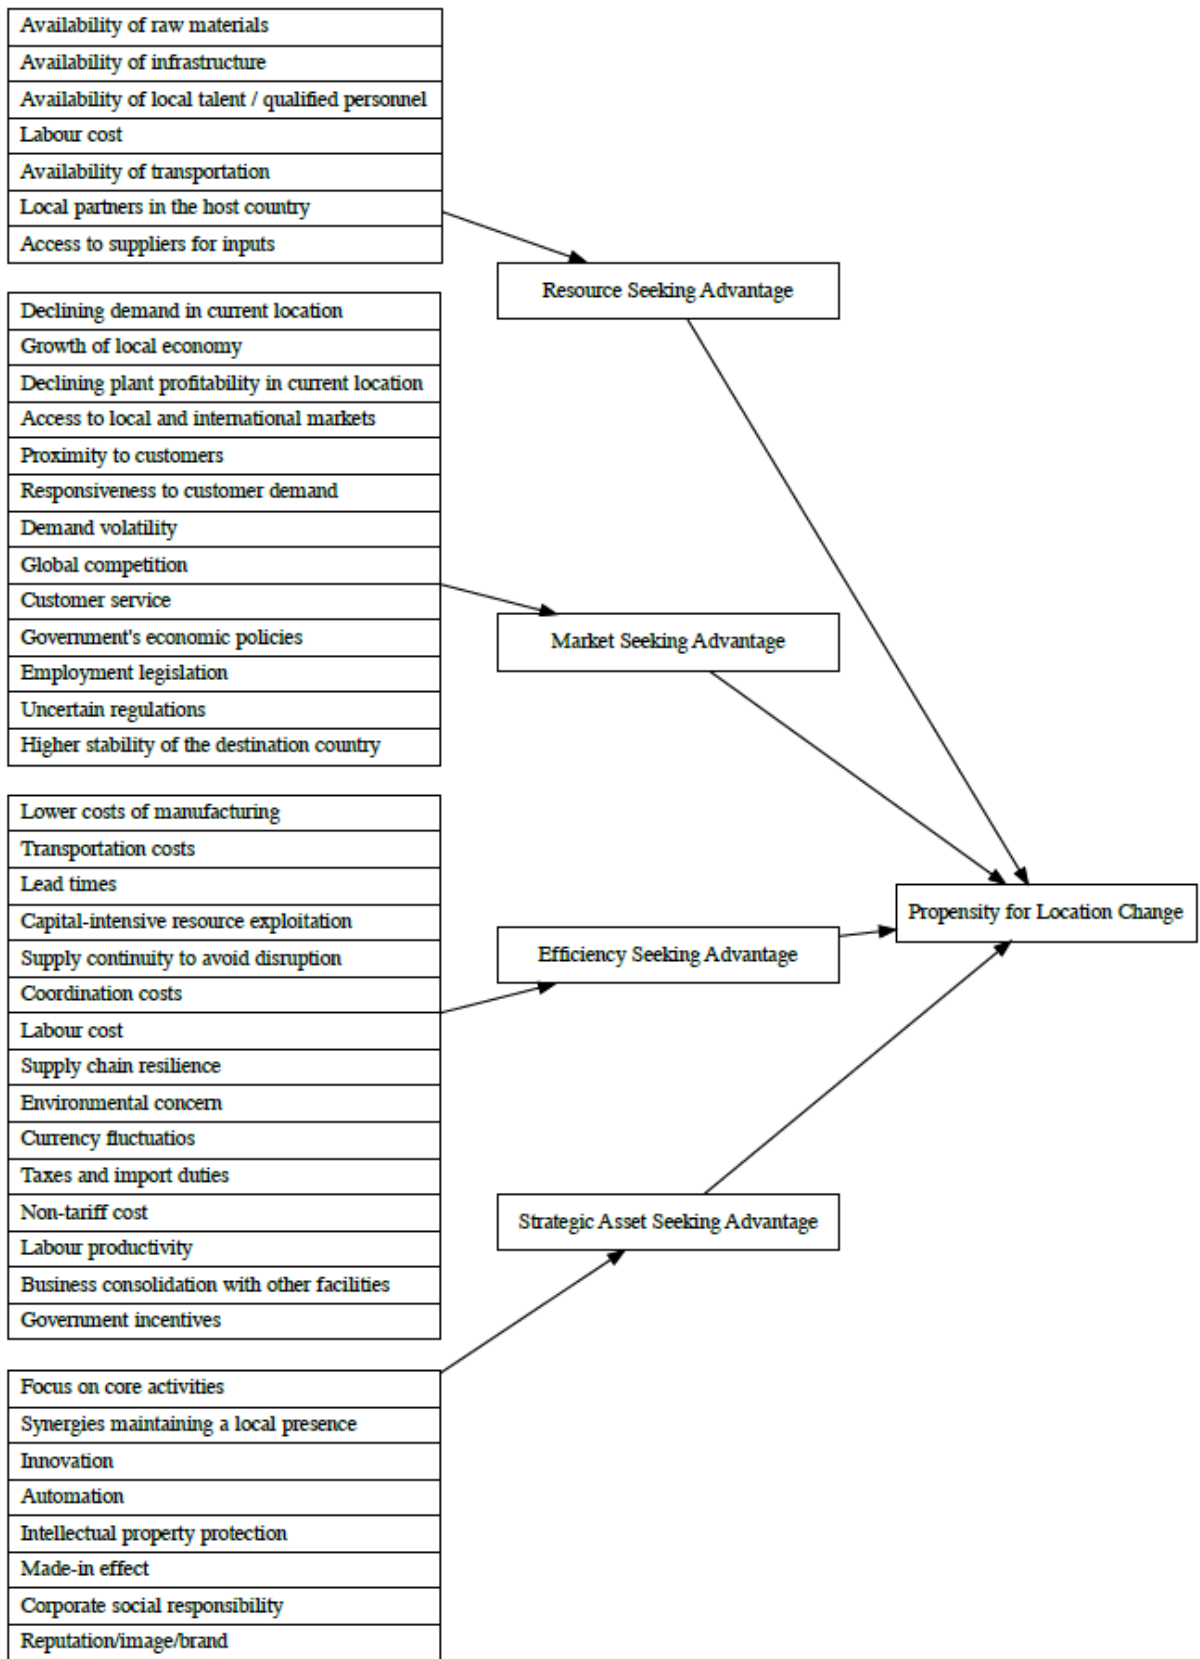 Availability of raw materials
Availability of infrastructure
Availability of local talent / qualified personnel
Labour cost
Availability of transportation
Local partners in the host country
Access to suppliers for inputs
Resource Seeking Advantage
Declining demand in current location
Growth of local economy
Declining plant profitability in current location
Access to local and international markets
Proximity to customers
Responsiveness to customer demand
Demand volatility
Global competition
Customer service
Government's economic policies
Employment legislation
Uncertain regulations
Higher stability of the destination country
Market Seeking Advantage
Lower costs of manufacturing
Transportation costs
Lead times
Capital-intensive resource exploitation
Supply continuity to avoid disruption
Coordination costs
Labour cost
Supply chain resilience
Environmental concern
Currency fluctuatios
Taxes and import duties
Non-tariff cost
Labour productivity
Business consolidation with other facilities
Government incentives
Efficiency Seeking Advantage
Focus on core activities
Synergies maintaining a local presence
Innovation
Automation
Intellectual property protection
Made-in effect
Corporate social responsibility
Reputation/image/brand
Strategic Asset Seeking Advantage
Propensity for Location Change